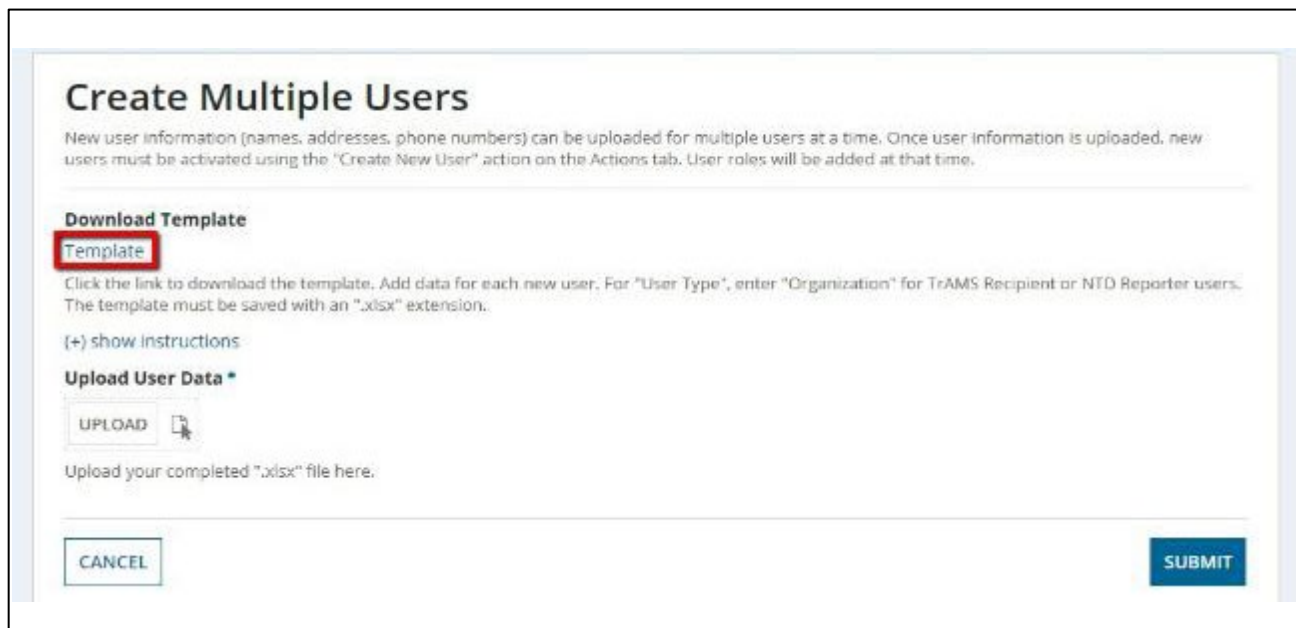 Create Multiple Users
New user information (names, addresses, phone numbers) can be uploaded for multiple users at a time. Once user information is uploaded, new
users must be activated using the "Create New User" action on the Actions tab. User roles will be added at that time.
Download Template
Template
Click the link to download the template. Add data for each new user. For "User Type", enter "Organization" for TrAMS Recipient or NTD Reporter users.
The template must be saved with an ".xlsx" extension.
(+) show instructions
Upload User Data *
UPLOAD
Upload your completed ".xlsx" file here.
CANCEL
SUBMIT